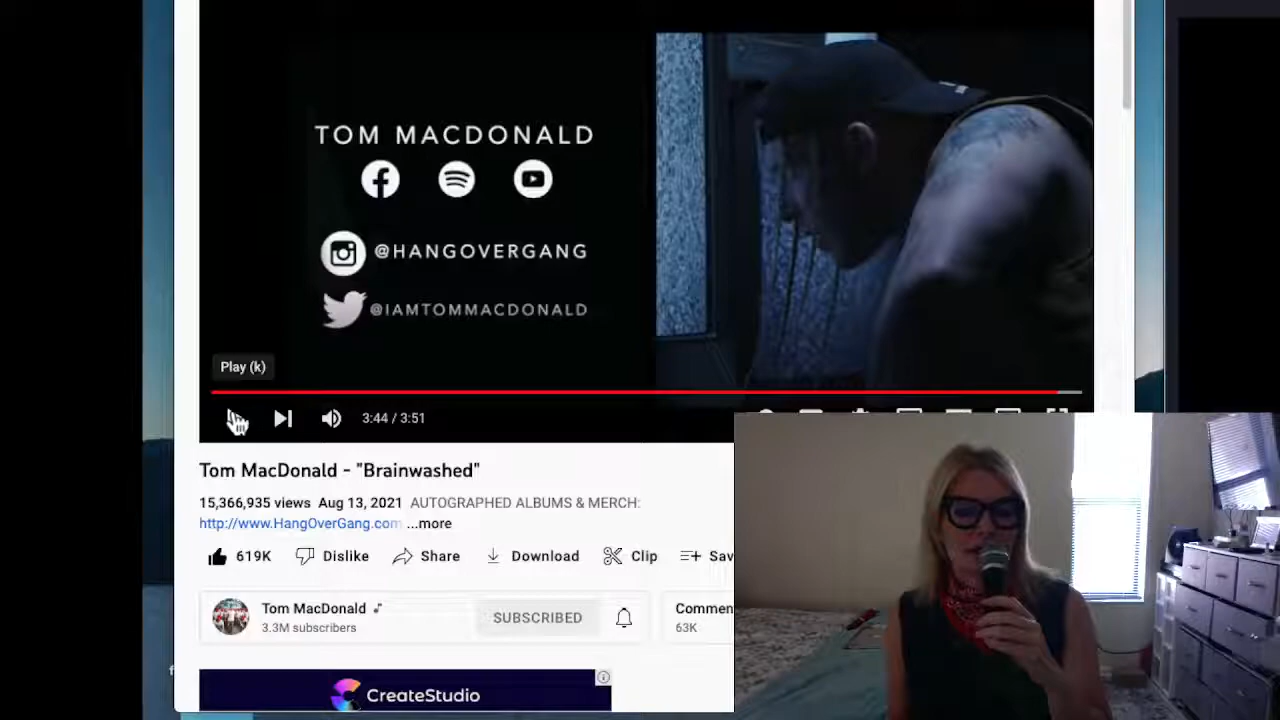 TOM MACDONALD
@HANGOVERGANG
@IAMTOMMACDONALD
Play (k)
3:44 / 3:51
Tom MacDonald - "Brainwashed"
15,366,935 views Aug 13, 2021 AUTOGRAPHED ALBUMS & MERCH:
http://www.HangOverGang.com ...more
619K Dislike Share Download Clip Sav
Tom MacDonald SUBSCRIBED Commen
3.3M subscribers 63K
CreateStudio